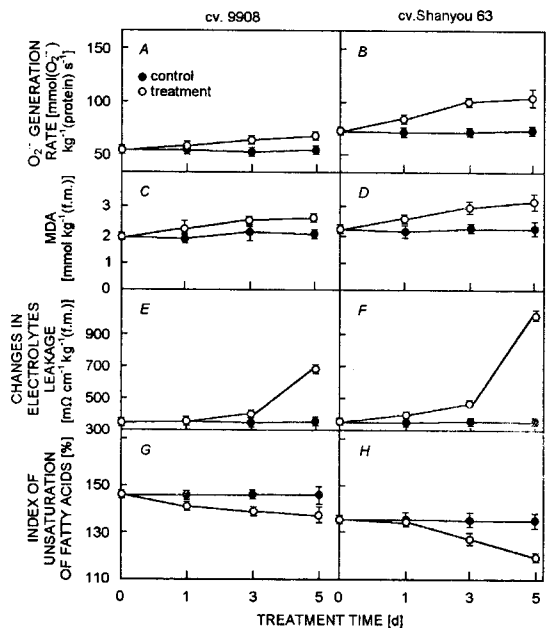 cv. 9908 cv.Shanyou 63
O₂˙⁻ GENERATION
RATE [mmol(O₂˙⁻)
kg⁻¹(protein) s⁻¹]
150
100
50
A
● control
○ treatment
B
MDA
[mmol kg⁻¹(f.m.)]
3
2
1
0
C
D
CHANGES IN
ELECTROLYTES
LEAKAGE
[mΩ cm⁻¹ kg⁻¹(f.m.)]
900
700
500
300
E
F
INDEX OF
UNSATURATION
OF FATTY ACIDS [%]
150
130
110
G
H
0 1 3 5 0 1 3 5
TREATMENT TIME [d]